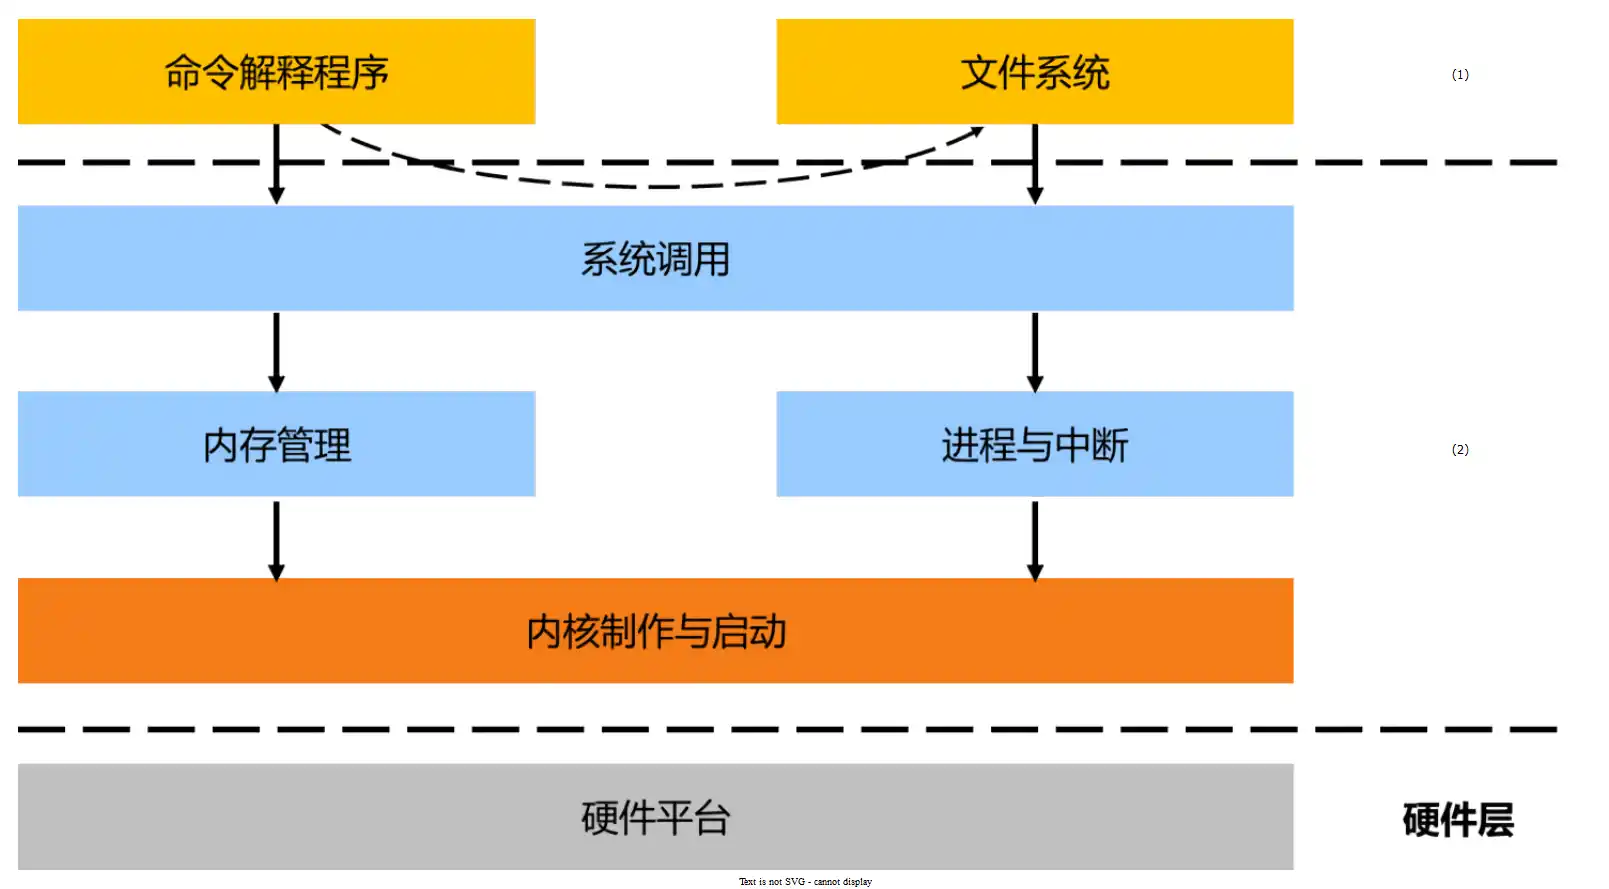 命令解释程序
文件系统
(1)
系统调用
内存管理
进程与中断
(2)
内核制作与启动
硬件平台
硬件层
Text is not SVG - cannot display